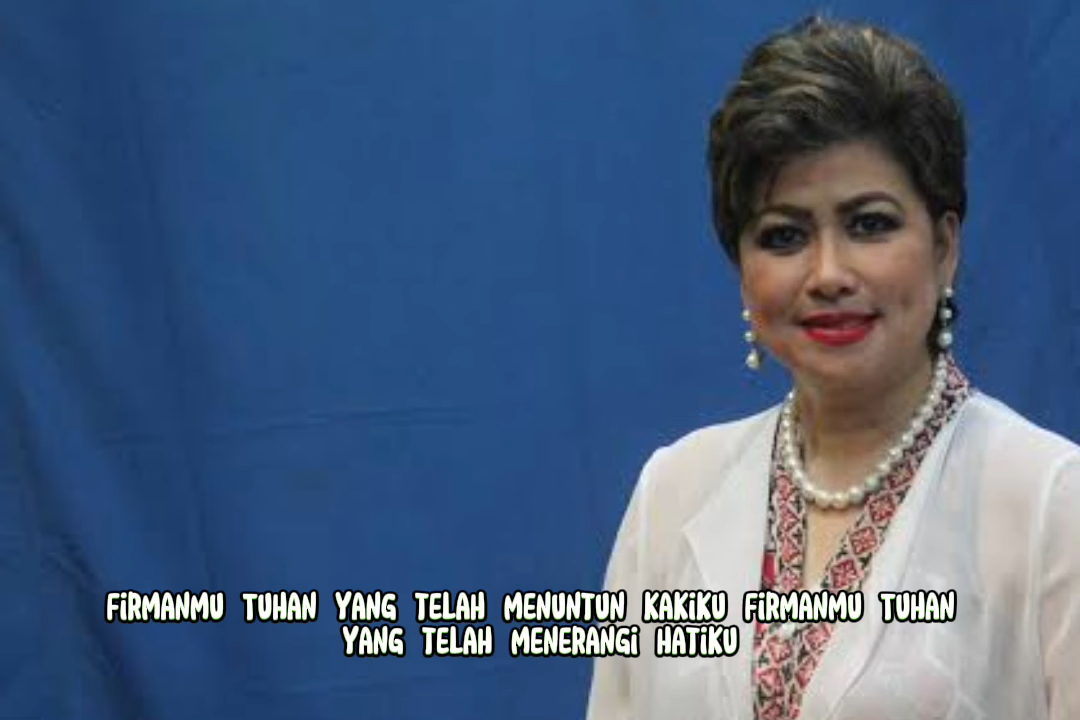 FiRMANMU TUHAN YANG TELAH MENUNTUN KAKiKU FiRMANMU TUHAN
YANG TELAH MENERANGi HATiKU